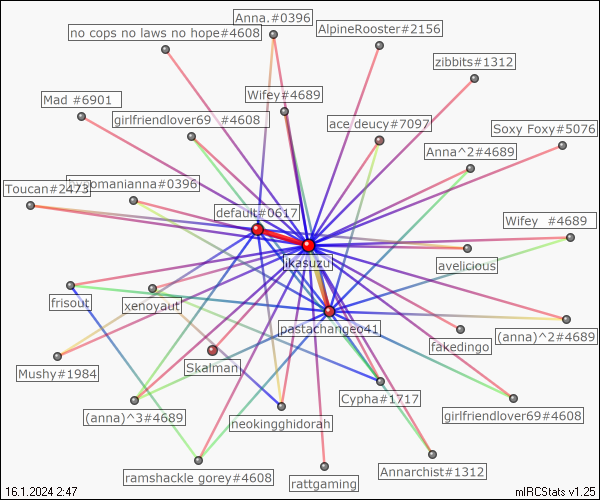 Anna.#0396
no cops no laws no hope#4608
AlpineRooster#2156
zibbits#1312
Mad #6901
Wifey#4689
girlfriendlover69 #4608
ace deucy#7097
Soxy Foxy#5076
Anna^2#4689
Toucan#2473
omanianna#0396
default#0617
Wifey #4689
ikasuzu
avelicious
frisout
xenoyaut
pastachangeo41
(anna)^2#4689
fakedingo
Mushy#1984
Skalman
Cypha#1717
(anna)^3#4689
neokingghidorah
girlfriendlover69#4608
ramshackle gorey#4608
rattgaming
Annarchist#1312
16.1.2024 2:47
mIRCStats v1.25